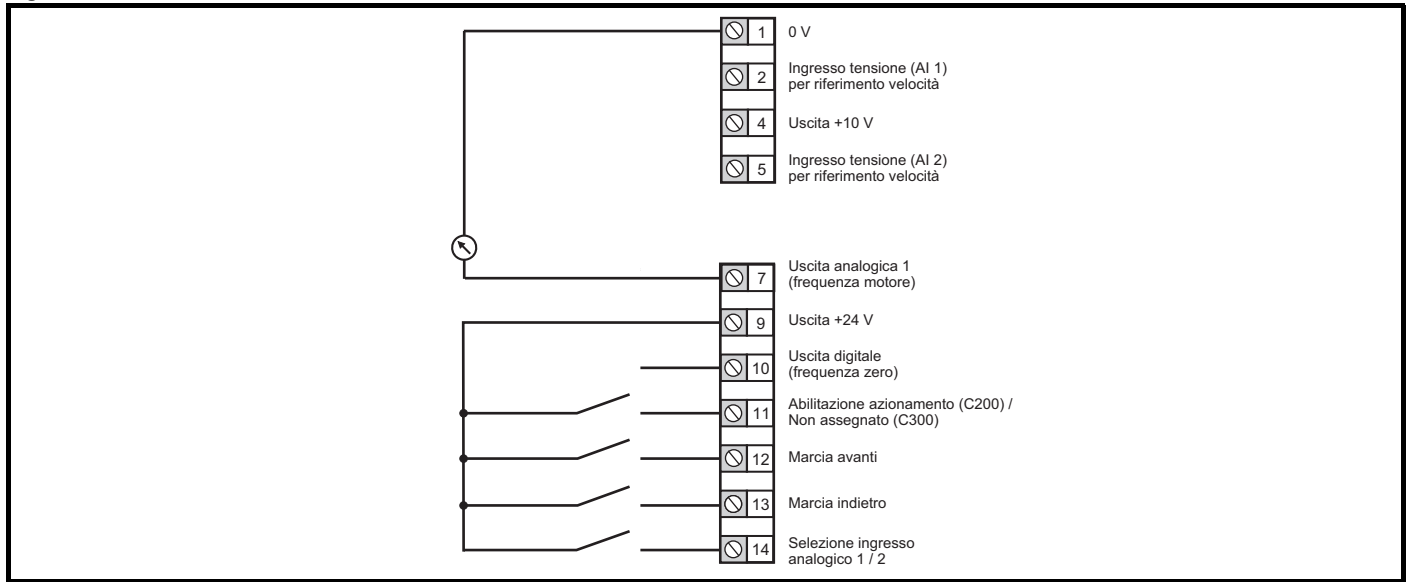 1 0 V
2 Ingresso tensione (AI 1)
per riferimento velocità
4 Uscita +10 V
5 Ingresso tensione (AI 2)
per riferimento velocità
7 Uscita analogica 1
(frequenza motore)
9 Uscita +24 V
10 Uscita digitale
(frequenza zero)
11 Abilitazione azionamento (C200) /
Non assegnato (C300)
12 Marcia avanti
13 Marcia indietro
14 Selezione ingresso
analogico 1 / 2